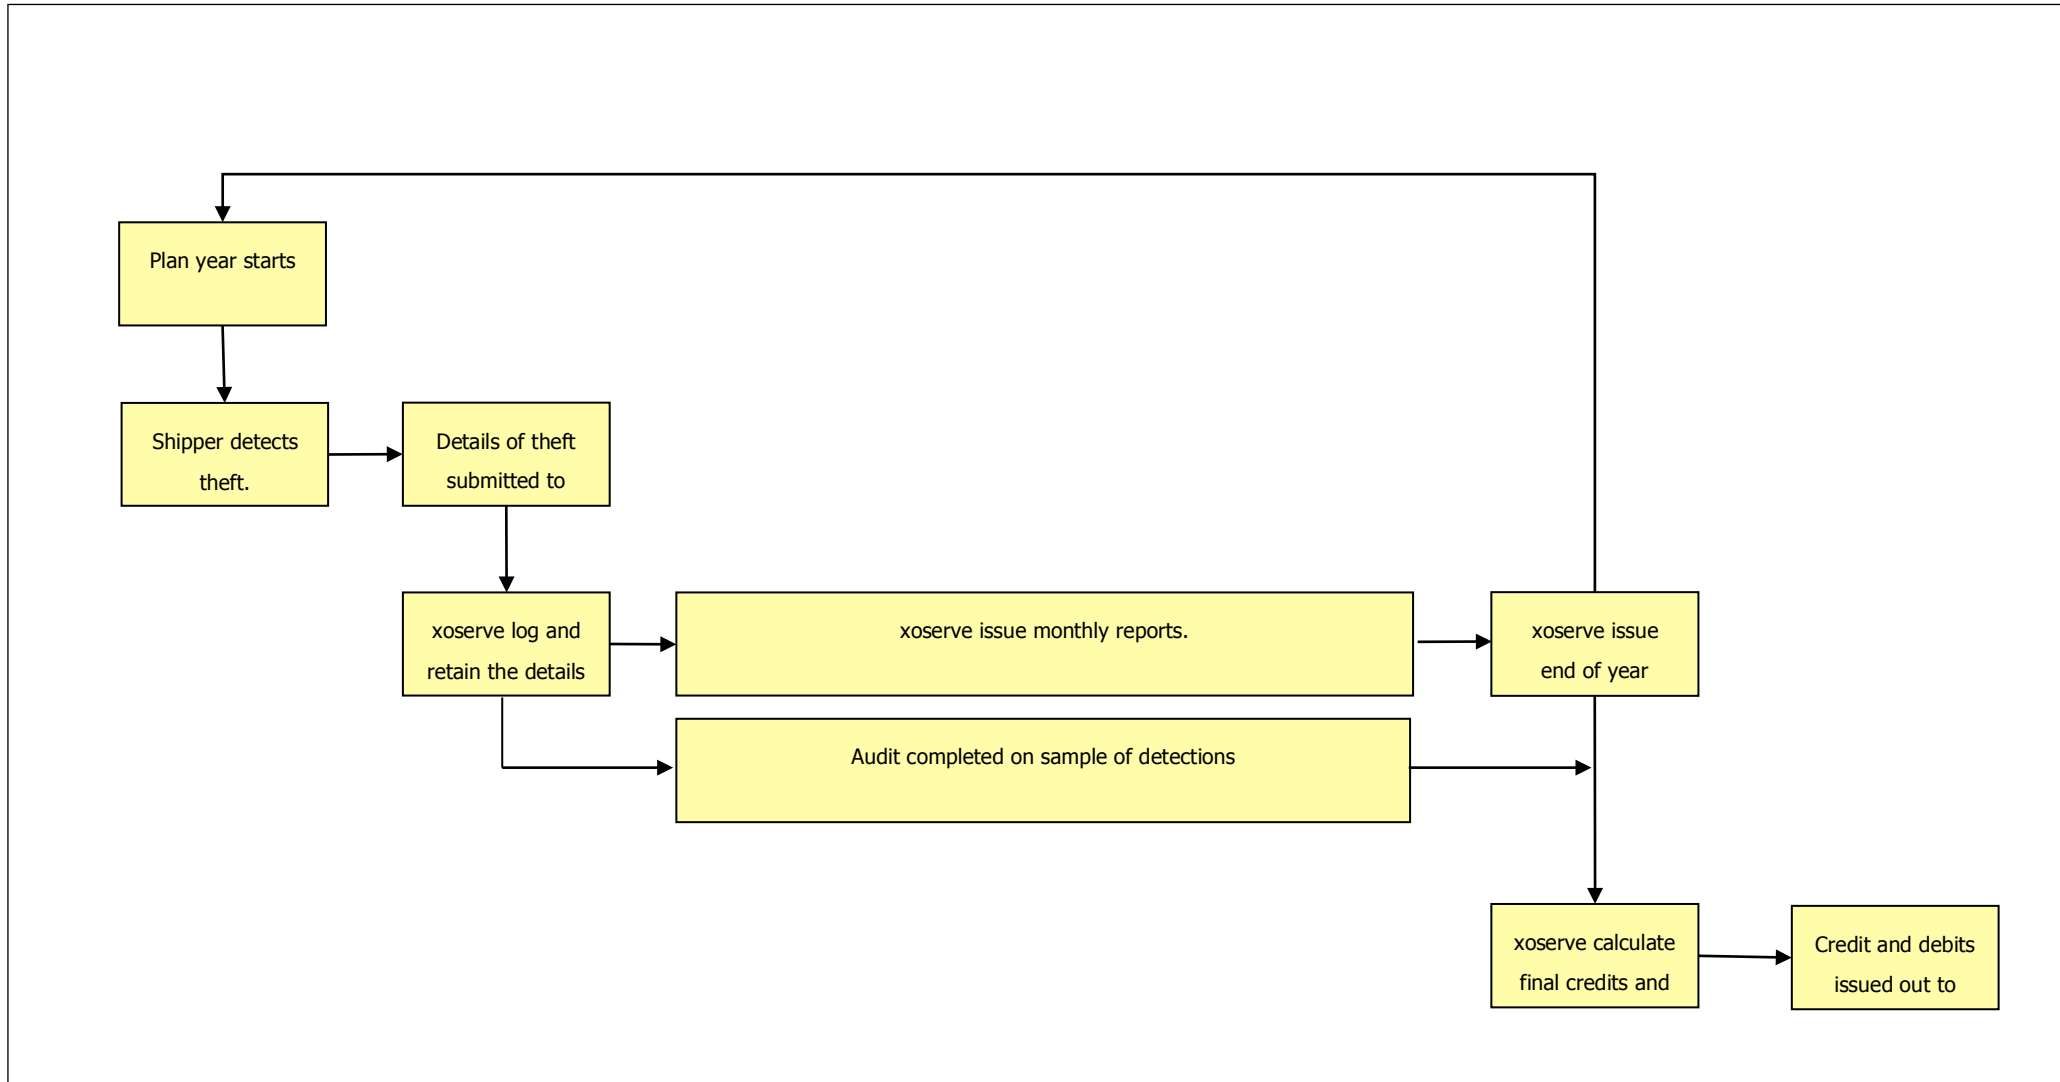 Plan year starts
Shipper detects
theft.
Details of theft
submitted to
xoserve log and
retain the details
xoserve issue monthly reports.
xoserve issue
end of year
Audit completed on sample of detections
xoserve calculate
final credits and
Credit and debits
issued out to